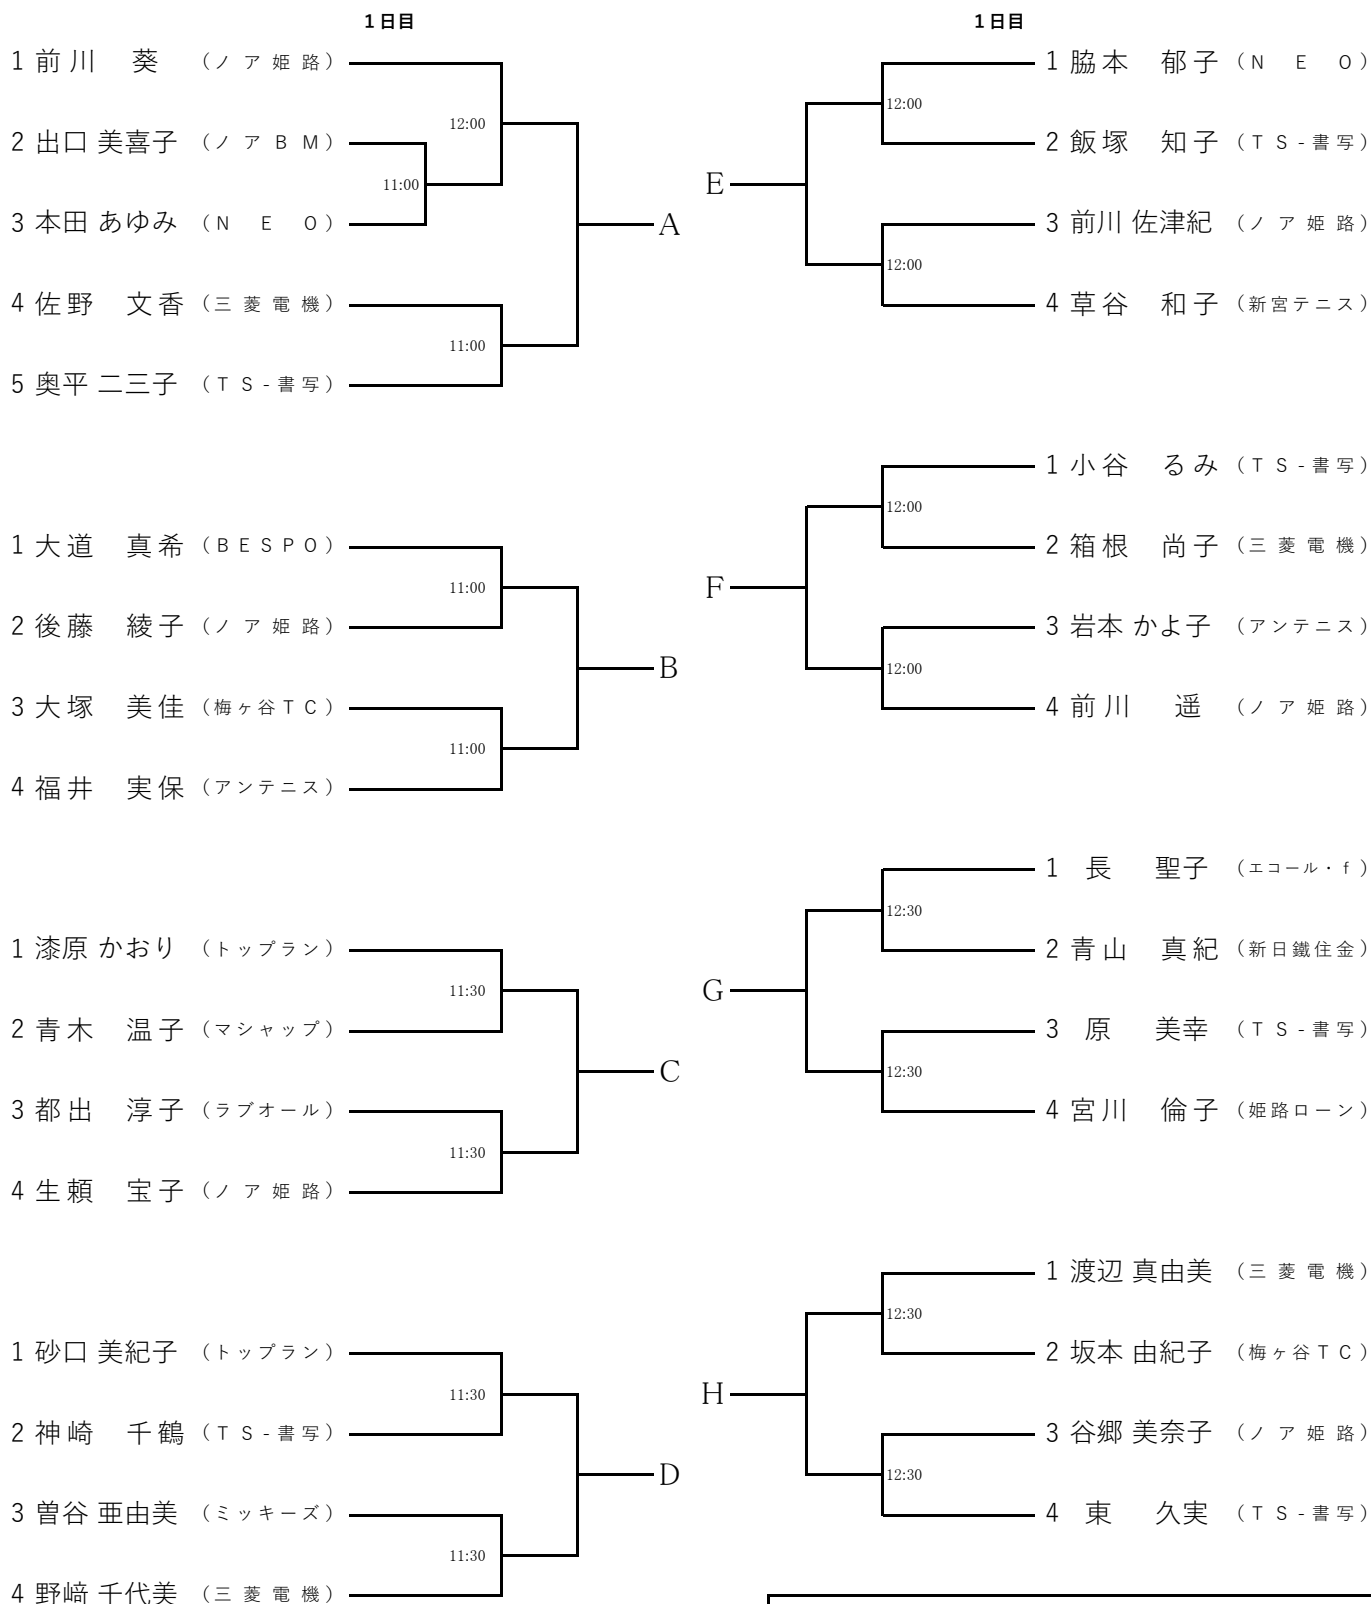 1日目
1 前川 葵 （ノア姫路）
12:00
2 出口 美喜子 （ノアBM）
11:00
3 本田 あゆみ （NEO）
A
4 佐野 文香 （三菱電機）
11:00
5 奥平 二三子 （TS-書写）
1 大道 真希 （BESPO）
11:00
2 後藤 綾子 （ノア姫路）
B
3 大塚 美佳 （梅ヶ谷TC）
11:00
4 福井 実保 （アンテニス）
1 漆原 かおり （トップラン）
11:30
2 青木 温子 （マシャップ）
C
3 都出 淳子 （ラブオール）
11:30
4 生頼 宝子 （ノア姫路）
1 砂口 美紀子 （トップラン）
11:30
2 神崎 千鶴 （TS-書写）
D
3 曽谷 亜由美 （ミッキーズ）
11:30
4 野﨑 千代美 （三菱電機）
1日目
1 脇本 郁子 （NEO）
12:00
2 飯塚 知子 （TS-書写）
E
3 前川 佐津紀 （ノア姫路）
12:00
4 草谷 和子 （新宮テニス）
1 小谷 るみ （TS-書写）
12:00
2 箱根 尚子 （三菱電機）
F
3 岩本 かよ子 （アンテニス）
12:00
4 前川 遥 （ノア姫路）
1 長 聖子 （エコール・f）
12:30
2 青山 真紀 （新日鐵住金）
G
3 原 美幸 （TS-書写）
12:30
4 宮川 倫子 （姫路ローン）
1 渡辺 真由美 （三菱電機）
12:30
2 坂本 由紀子 （梅ヶ谷TC）
H
3 谷郷 美奈子 （ノア姫路）
12:30
4 東 久実 （TS-書写）